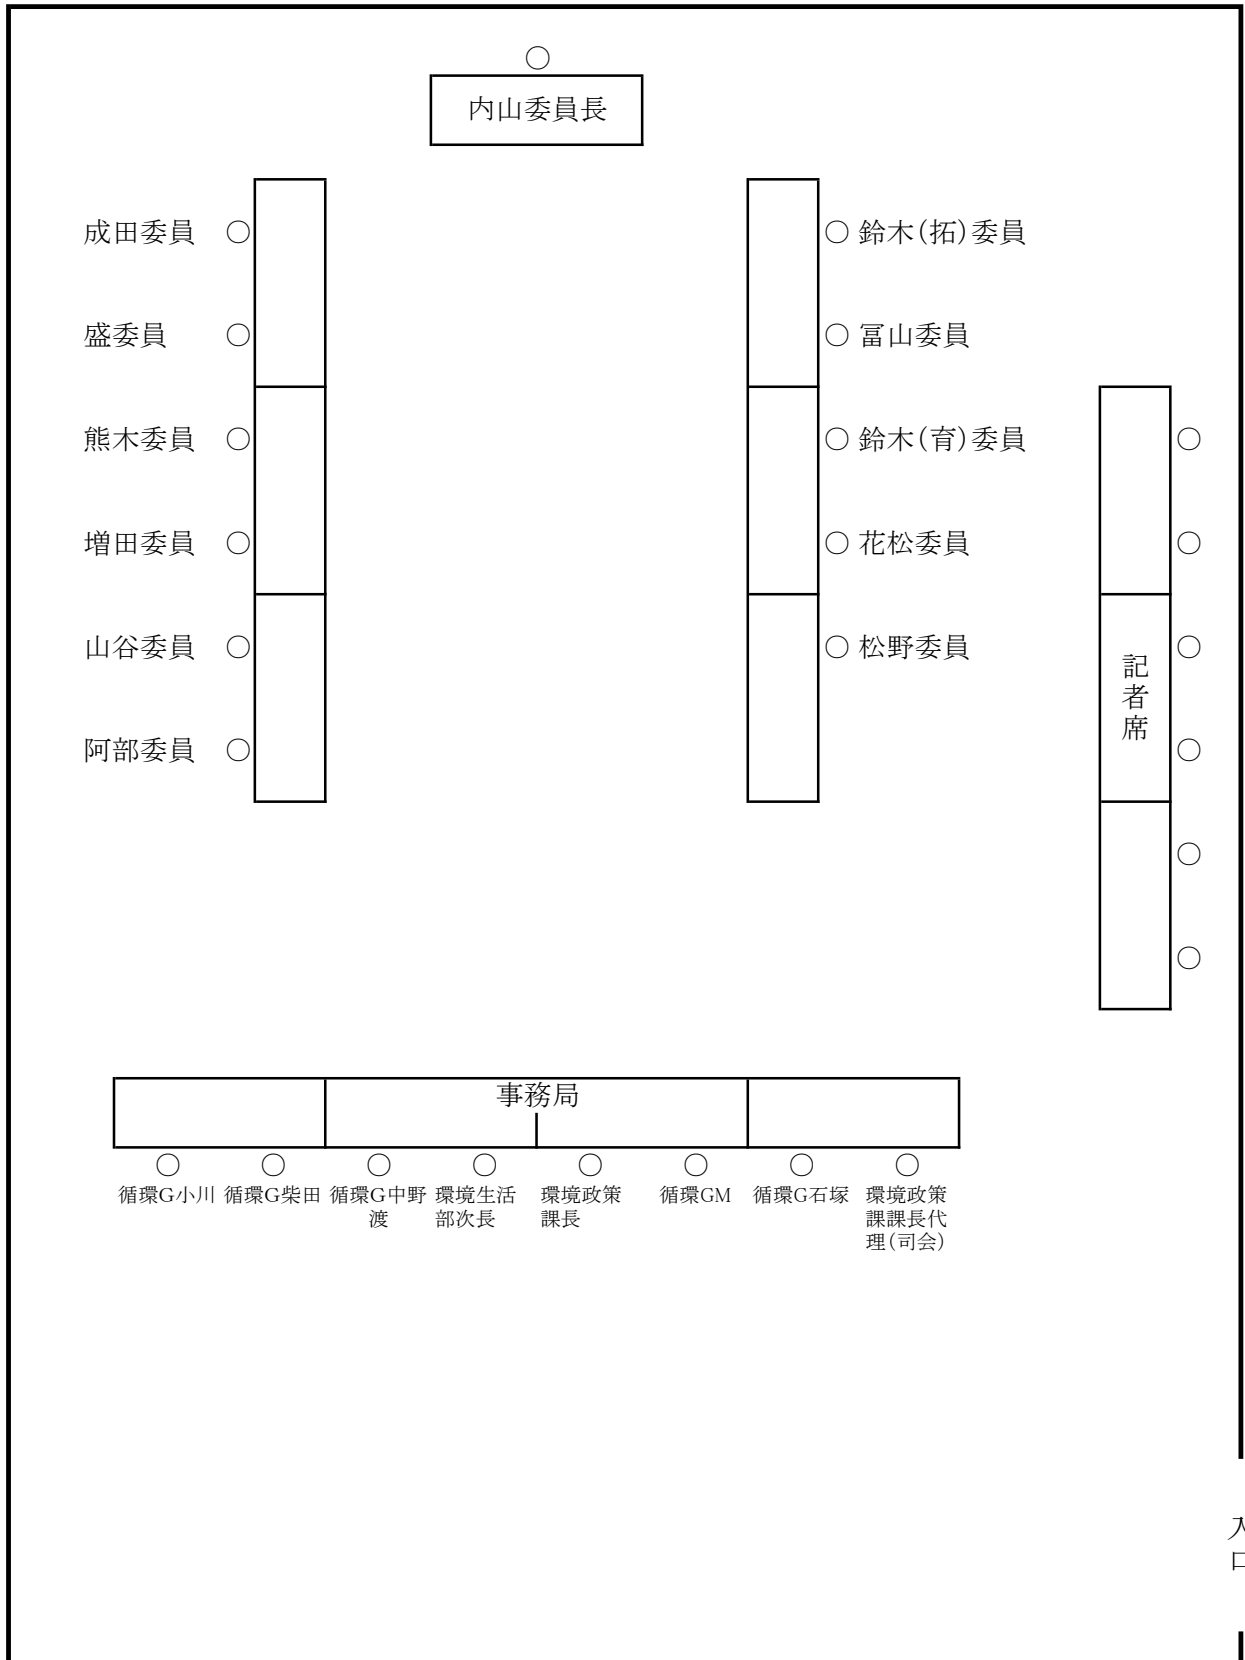 ○
内山委員長
成田委員 ○
○ 鈴木(拓)委員
盛委員 ○
○ 冨山委員
熊木委員 ○
○ 鈴木(育)委員
○
増田委員 ○
○ 花松委員
○
山谷委員 ○
○ 松野委員
○
記者席
阿部委員 ○
○
○
○
事務局
○ ○ ○ ○ ○ ○ ○ ○
循環G小川
循環G柴田
循環G中野
渡
環境生活
部次長
環境政策
課長
循環GM
循環G石塚
環境政策
課課長代
理(司会)
入口